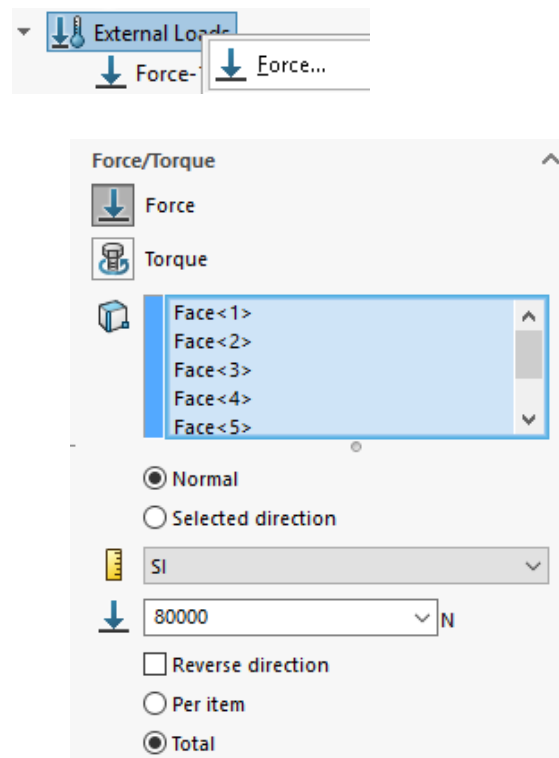 External Loads
Force-
Force...
Force/Torque
Force
Torque
Face<1>
Face<2>
Face<3>
Face<4>
Face<5>
Normal
Selected direction
SI
80000
N
Reverse direction
Per item
Total